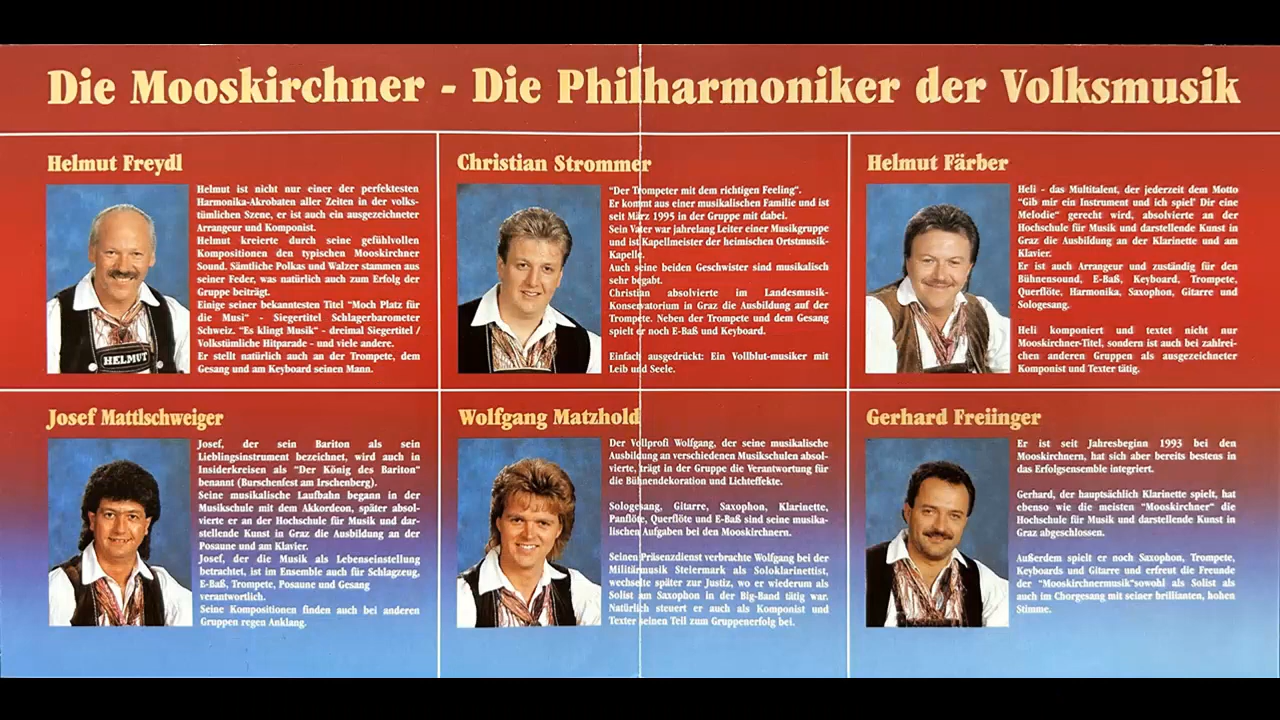 Die Mooskirchner - Die Philharmoniker der Volksmusik
Helmut Freydl
Helmut ist nicht nur einer der perfektesten
Harmonika-Akrobaten aller Zeiten in der volks-
tümlichen Szene, er ist auch ein ausgezeichneter
Arrangeur und Komponist.
Helmut kreierte durch seine gefühlvollen
Kompositionen den typischen Mooskirchner
Sound. Sämtliche Polkas und Walzer stammen aus
seiner Feder, was natürlich auch zum Erfolg der
Gruppe beiträgt.
Einige seiner bekanntesten Titel "Moch Platz für
die Musi" - Siegertitel Schlagerbarometer
Schweiz. "Es klingt Musik" - dreimal Siegertitel /
Volkstümliche Hitparade - und viele andere.
Er stellt natürlich auch an der Trompete, dem
Gesang und am Keyboard seinen Mann.
HELMUT
Christian Strommer
"Der Trompeter mit dem richtigen Feeling".
Er kommt aus einer musikalischen Familie und ist
seit März 1995 in der Gruppe mit dabei.
Sein Vater war jahrelang Leiter einer Musikgruppe
und ist Kapellmeister der heimischen Ortstmusik-
Kapelle.
Auch seine beiden Geschwister sind musikalisch
sehr begabt.
Christian absolvierte im Landesmusik-
Konservatorium in Graz die Ausbildung auf der
Trompete. Neben der Trompete und dem Gesang
spielt er noch E-Baß und Keyboard.
Einfach ausgedrückt: Ein Vollblut-musiker mit
Leib und Seele.
Helmut Färber
Heli - das Multitalent, der jederzeit dem Motto
"Gib mir ein Instrument und ich spiel' Dir eine
Melodie" gerecht wird, absolvierte an der
Hochschule für Musik und darstellende Kunst in
Graz die Ausbildung an der Klarinette und am
Klavier.
Er ist auch Arrangeur und zuständig für den
Bühnensound, E-Baß, Keyboard, Trompete,
Querflöte, Harmonika, Saxophon, Gitarre und
Sologesang.
Heli komponiert und textet nicht nur
Mooskirchner-Titel, sondern ist auch bei zahlrei-
chen anderen Gruppen als ausgezeichneter
Komponist und Texter tätig.
Josef Mattlschweiger
Josef, der sein Bariton als sein
Lieblingsinstrument bezeichnet, wird auch in
Insiderkreisen als "Der König des Bariton"
benannt (Burschenfest am Irschenberg).
Seine musikalische Laufbahn begann in der
Musikschule mit dem Akkordeon, später absol-
vierte er an der Hochschule für Musik und dar-
stellende Kunst in Graz die Ausbildung an der
Posaune und am Klavier.
Josef, der die Musik als Lebenseinstellung
betrachtet, ist im Ensemble auch für Schlagzeug,
E-Baß, Trompete, Posaune und Gesang
verantwortlich.
Seine Kompositionen finden auch bei anderen
Gruppen regen Anklang.
Wolfgang Matzhold
Der Vollprofi Wolfgang, der seine musikalische
Ausbildung an verschiedenen Musikschulen absol-
vierte, trägt in der Gruppe die Verantwortung für
die Bühnendekoration und Lichteffekte.
Sologesang, Gitarre, Saxophon, Klarinette,
Panflöte, Querflöte und E-Baß sind seine musika-
lischen Aufgaben bei den Mooskirchnern.
Seinen Präsenzdienst verbrachte Wolfgang bei der
Militärmusik Steiermark als Soloklarinettist,
wechselte später zur Justiz, wo er wiederum als
Solist am Saxophon in der Big-Band tätig war.
Natürlich steuert er auch als Komponist und
Texter seinen Teil zum Gruppenerfolg bei.
Gerhard Freiinger
Er ist seit Jahresbeginn 1993 bei den
Mooskirchnern, hat sich aber bereits bestens in
das Erfolgsensemble integriert.
Gerhard, der hauptsächlich Klarinette spielt, hat
ebenso wie die meisten "Mooskirchner" die
Hochschule für Musik und darstellende Kunst in
Graz abgeschlossen.
Außerdem spielt er noch Saxophon, Trompete,
Keyboards und Gitarre und erfreut die Freunde
der "Mooskirchnermusik"sowohl als Solist als
auch im Chorgesang mit seiner brillianten, hohen
Stimme.